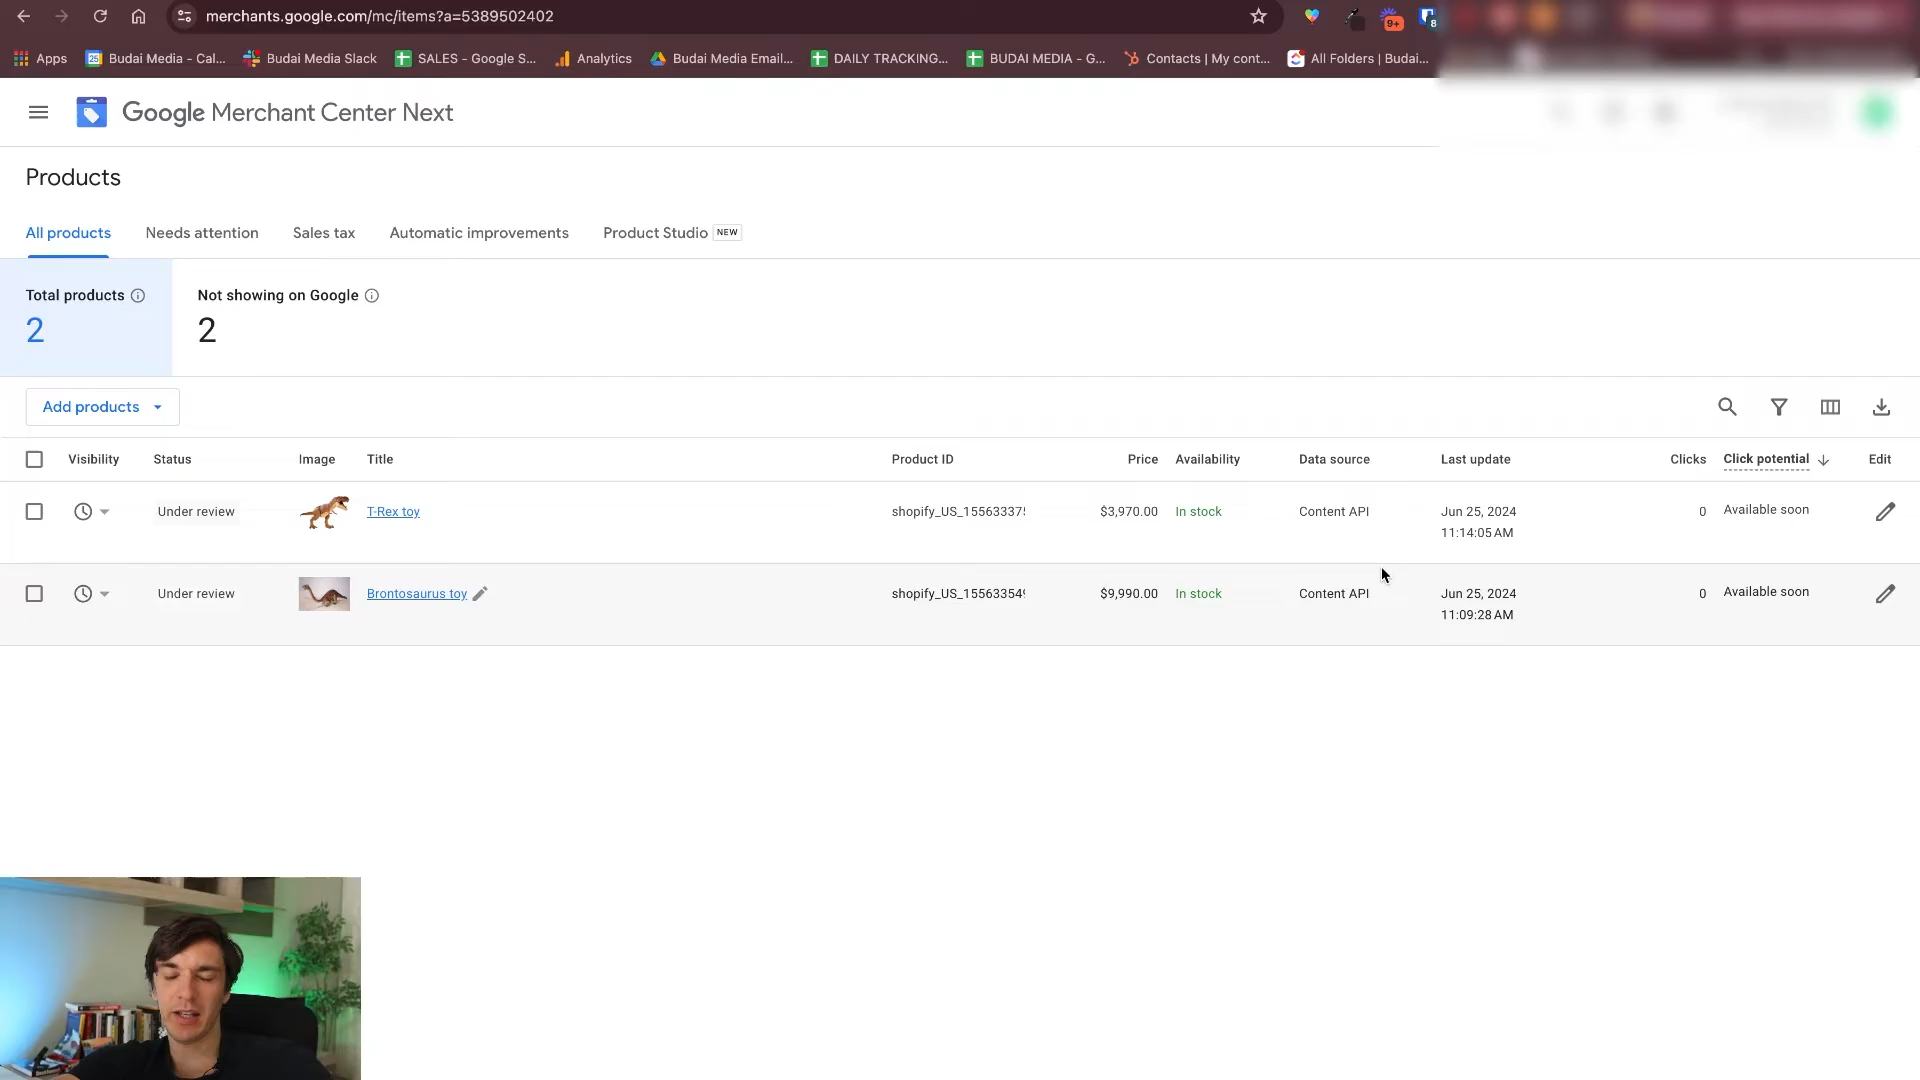 merchants.google.com/mc/items?a=5389502402
9+
8
Apps
25
Budai Media - Cal...
Budai Media Slack
SALES - Google S...
Analytics
Budai Media Email...
DAILY TRACKING...
BUDAI MEDIA - G...
Contacts | My cont...
All Folders | Budai...
Google Merchant Center Next
Products
All products
Needs attention
Sales tax
Automatic improvements
Product Studio NEW
Total products
Not showing on Google
2
2
Add products
Visibility Status Image Title Product ID Price Availability Data source Last update Clicks Click potential Edit
Under review T-Rex toy shopify_US_155633375 $3,970.00 In stock Content API Jun 25, 2024 0 Available soon
11:14:05 AM
Under review Brontosaurus toy shopify_US_155633549 $9,990.00 In stock Content API Jun 25, 2024 0 Available soon
11:09:28 AM